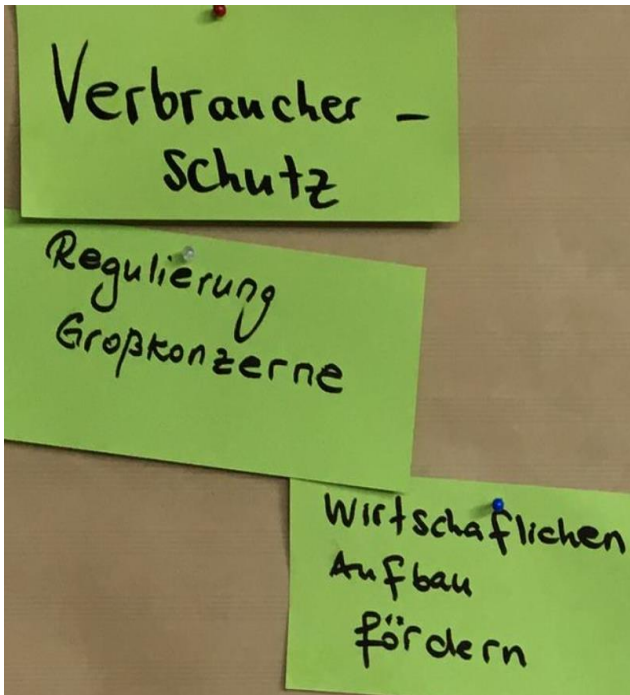 Verbraucher -
schutz
Regulierung
Großkonzerne
Wirtschaflichen
Aufbau
fördern